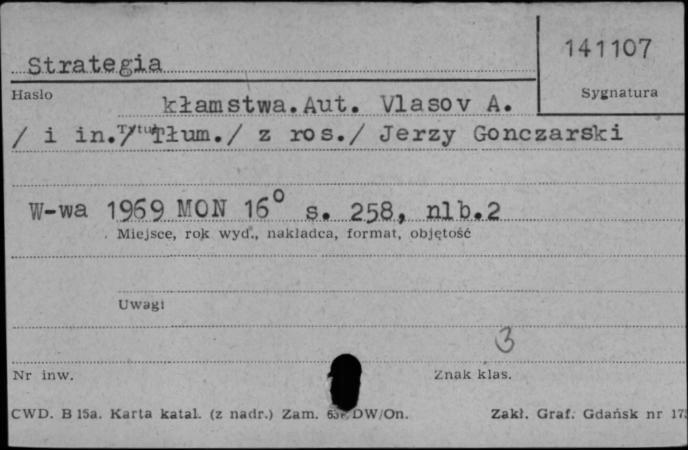 141107
Strategia
Hasło
Sygnatura
kłamstwa.Aut. Vlasov A.
/ i in./ Tłum./ z ros./ Jerzy Gonczarski
Tytuł
W-wa 1969 MON 16° s. 258, nlb.2
Miejsce, rok wyd., nakładca, format, objętość
Uwagi
3
Nr inw.
Znak klas.
CWD. B 15a. Karta katal. (z nadr.) Zam. DW/On.
Zakł. Graf. Gdańsk nr